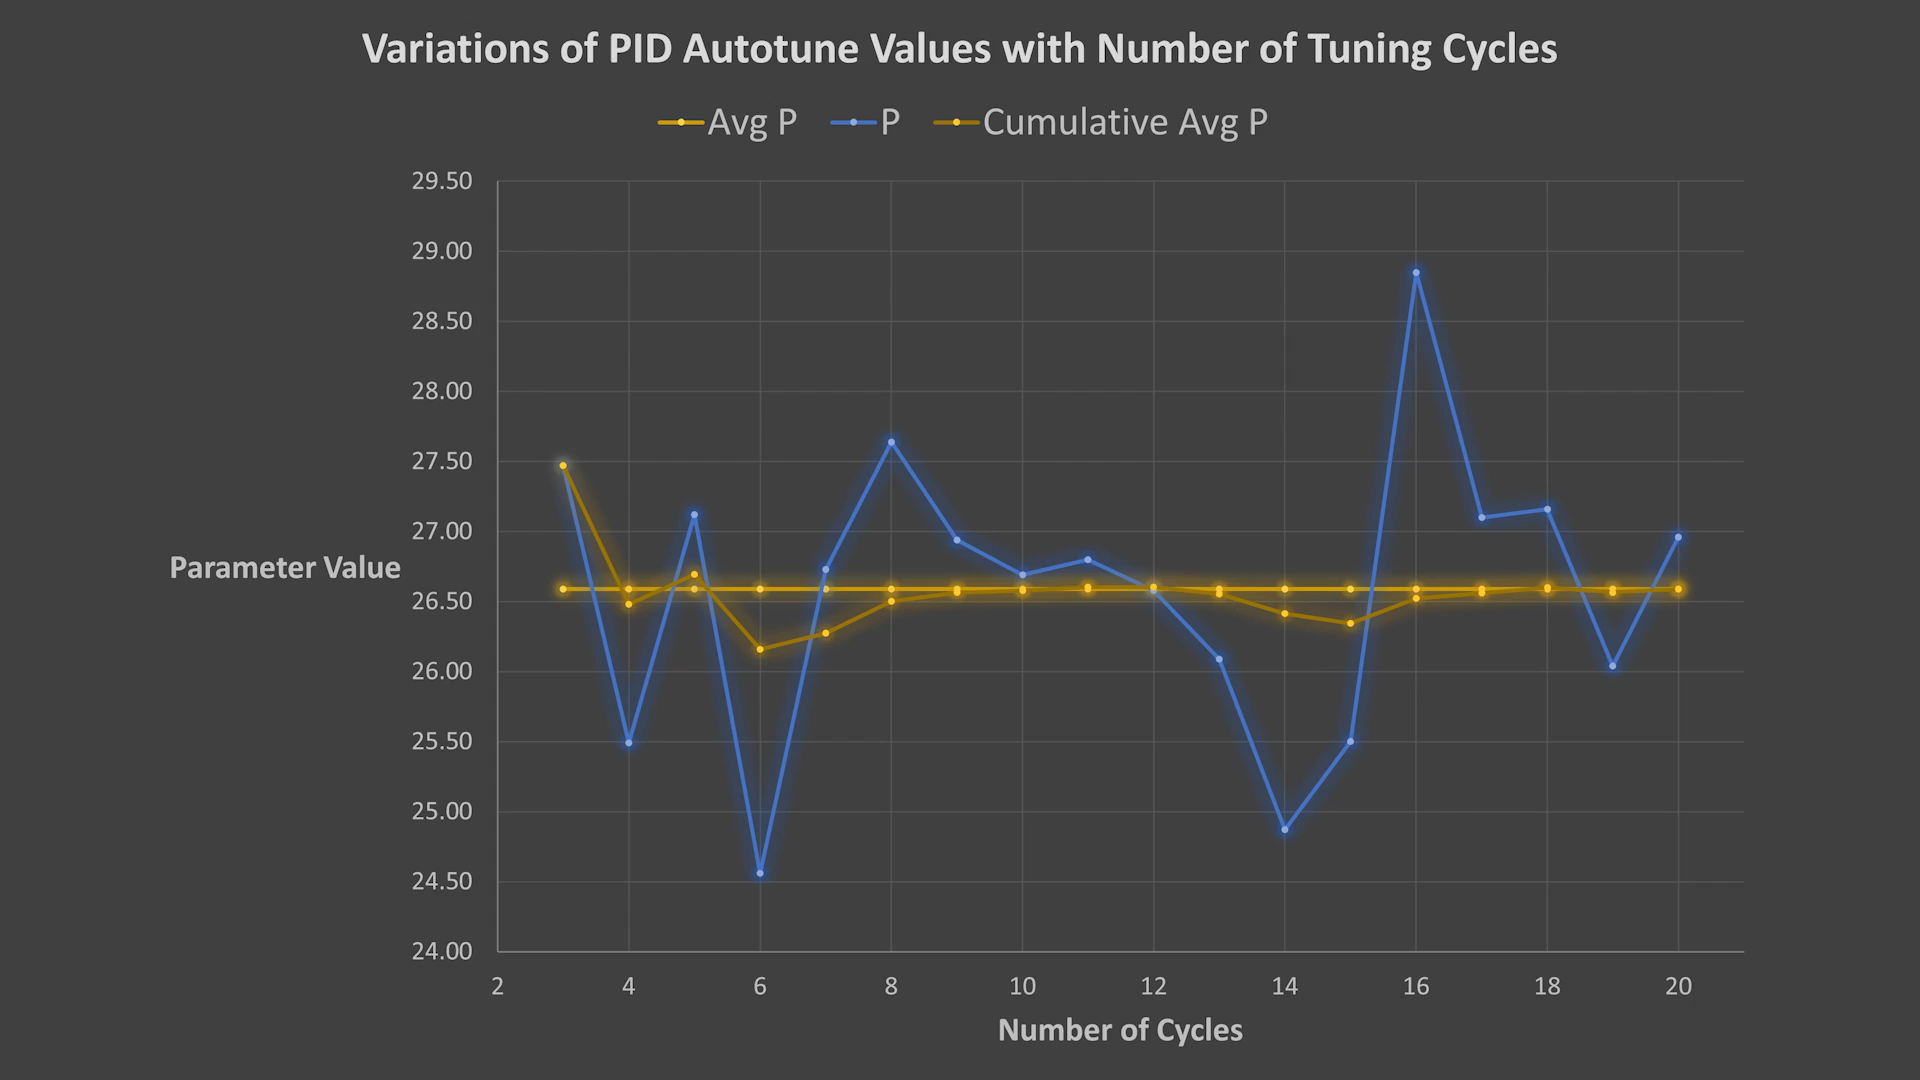 Variations of PID Autotune Values with Number of Tuning Cycles
Avg P P Cumulative Avg P
29.50
29.00
28.50
28.00
27.50
27.00
Parameter Value
26.50
26.00
25.50
25.00
24.50
24.00
2 4 6 8 10 12 14 16 18 20
Number of Cycles